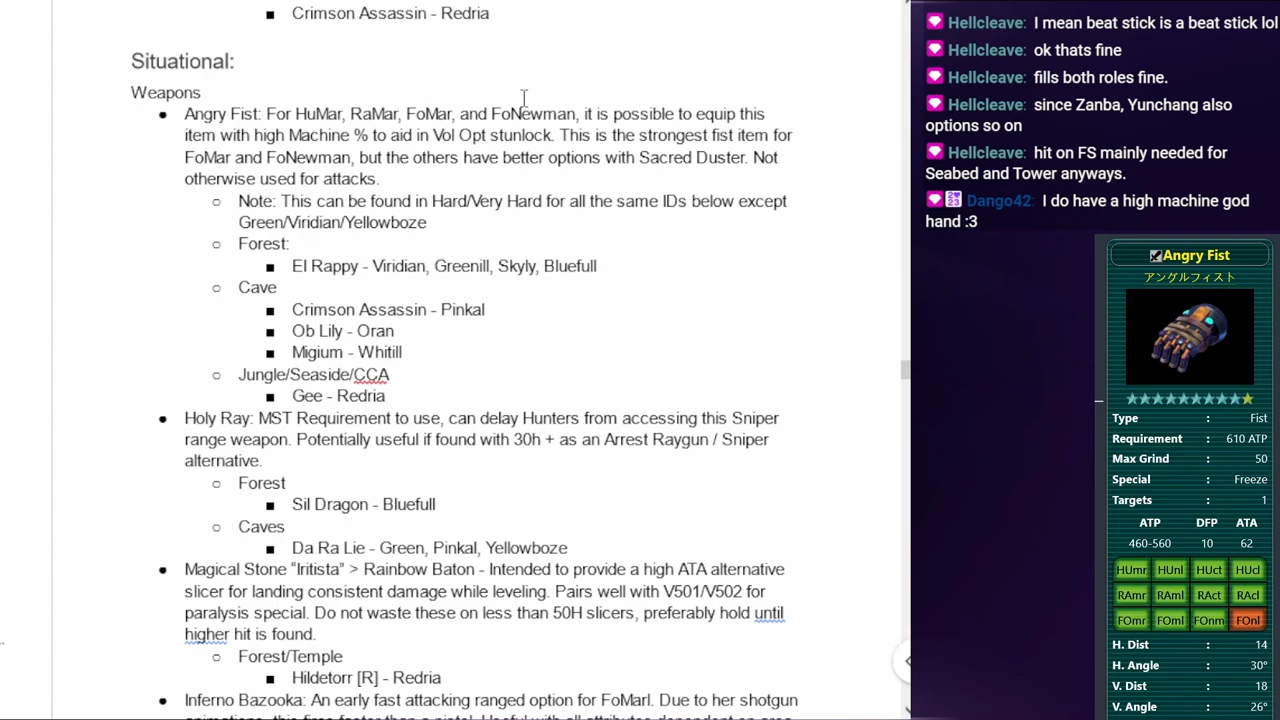 ■ Crimson Assassin - Redria
Situational:
Weapons
● Angry Fist: For HuMar, RaMar, FoMar, and FoNewman, it is possible to equip this
item with high Machine % to aid in Vol Opt stunlock. This is the strongest fist item for
FoMar and FoNewman, but the others have better options with Sacred Duster. Not
otherwise used for attacks.
○ Note: This can be found in Hard/Very Hard for all the same IDs below except
Green/Viridian/Yellowboze
○ Forest:
■ El Rappy - Viridian, Greenill, Skyly, Bluefull
○ Cave
■ Crimson Assassin - Pinkal
■ Ob Lily - Oran
■ Migium - Whitill
○ Jungle/Seaside/CCA
■ Gee - Redria
● Holy Ray: MST Requirement to use, can delay Hunters from accessing this Sniper
range weapon. Potentially useful if found with 30h + as an Arrest Raygun / Sniper
alternative.
○ Forest
■ Sil Dragon - Bluefull
○ Caves
■ Da Ra Lie - Green, Pinkal, Yellowboze
● Magical Stone “Iritista” > Rainbow Baton - Intended to provide a high ATA alternative
slicer for landing consistent damage while leveling. Pairs well with V501/V502 for
paralysis special. Do not waste these on less than 50H slicers, preferably hold until
higher hit is found.
○ Forest/Temple
■ Hildetorr [R] - Redria
● Inferno Bazooka: An early fast attacking ranged option for FoMarl. Due to her shotgun
Hellcleave: I mean beat stick is a beat stick lol
Hellcleave: ok thats fine
Hellcleave: fills both roles fine.
Hellcleave: since Zanba, Yunchang also
options so on
Hellcleave: hit on FS mainly needed for
Seabed and Tower anyways.
Dango42: I do have a high machine god
hand :3
Angry Fist
アングルフィスト
Type : Fist
Requirement : 610 ATP
Max Grind : 50
Special : Freeze
Targets : 1
ATP DFP ATA
460-560 10 62
HUmr HUnl HUct HUcl
RAmr RAml RAct RAcl
FOmr FOml FOnm FOnl
H. Dist : 14
H. Angle : 30°
V. Dist : 18
V. Angle : 26°